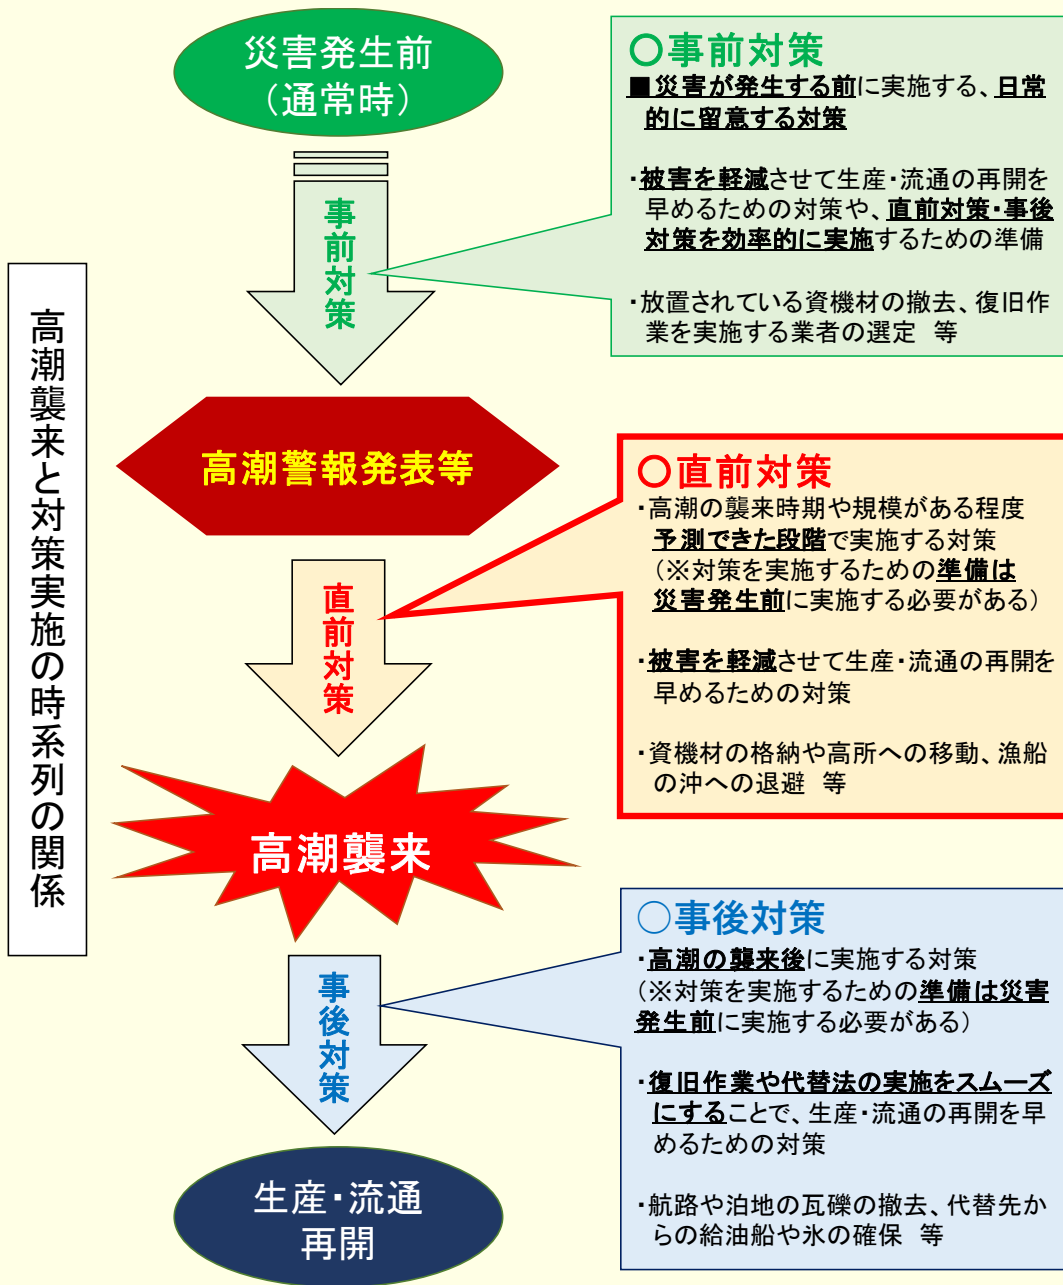 高潮襲来と対策実施の時系列の関係
災害発生前
（通常時）
事前対策
〇事前対策
■災害が発生する前に実施する、日常
的に留意する対策
・被害を軽減させて生産・流通の再開を
早めるための対策や、直前対策・事後
対策を効率的に実施するための準備
・放置されている資機材の撤去、復旧作
業を実施する業者の選定 等
高潮警報発表等
直前対策
〇直前対策
・高潮の襲来時期や規模がある程度
予測できた段階で実施する対策
（※対策を実施するための準備は
災害発生前に実施する必要がある）
・被害を軽減させて生産・流通の再開を
早めるための対策
・資機材の格納や高所への移動、漁船
の沖への退避 等
高潮襲来
事後対策
〇事後対策
・高潮の襲来後に実施する対策
（※対策を実施するための準備は災害
発生前に実施する必要がある）
・復旧作業や代替法の実施をスムーズ
にすることで、生産・流通の再開を早
めるための対策
・航路や泊地の瓦礫の撤去、代替先か
らの給油船や氷の確保 等
生産・流通
再開